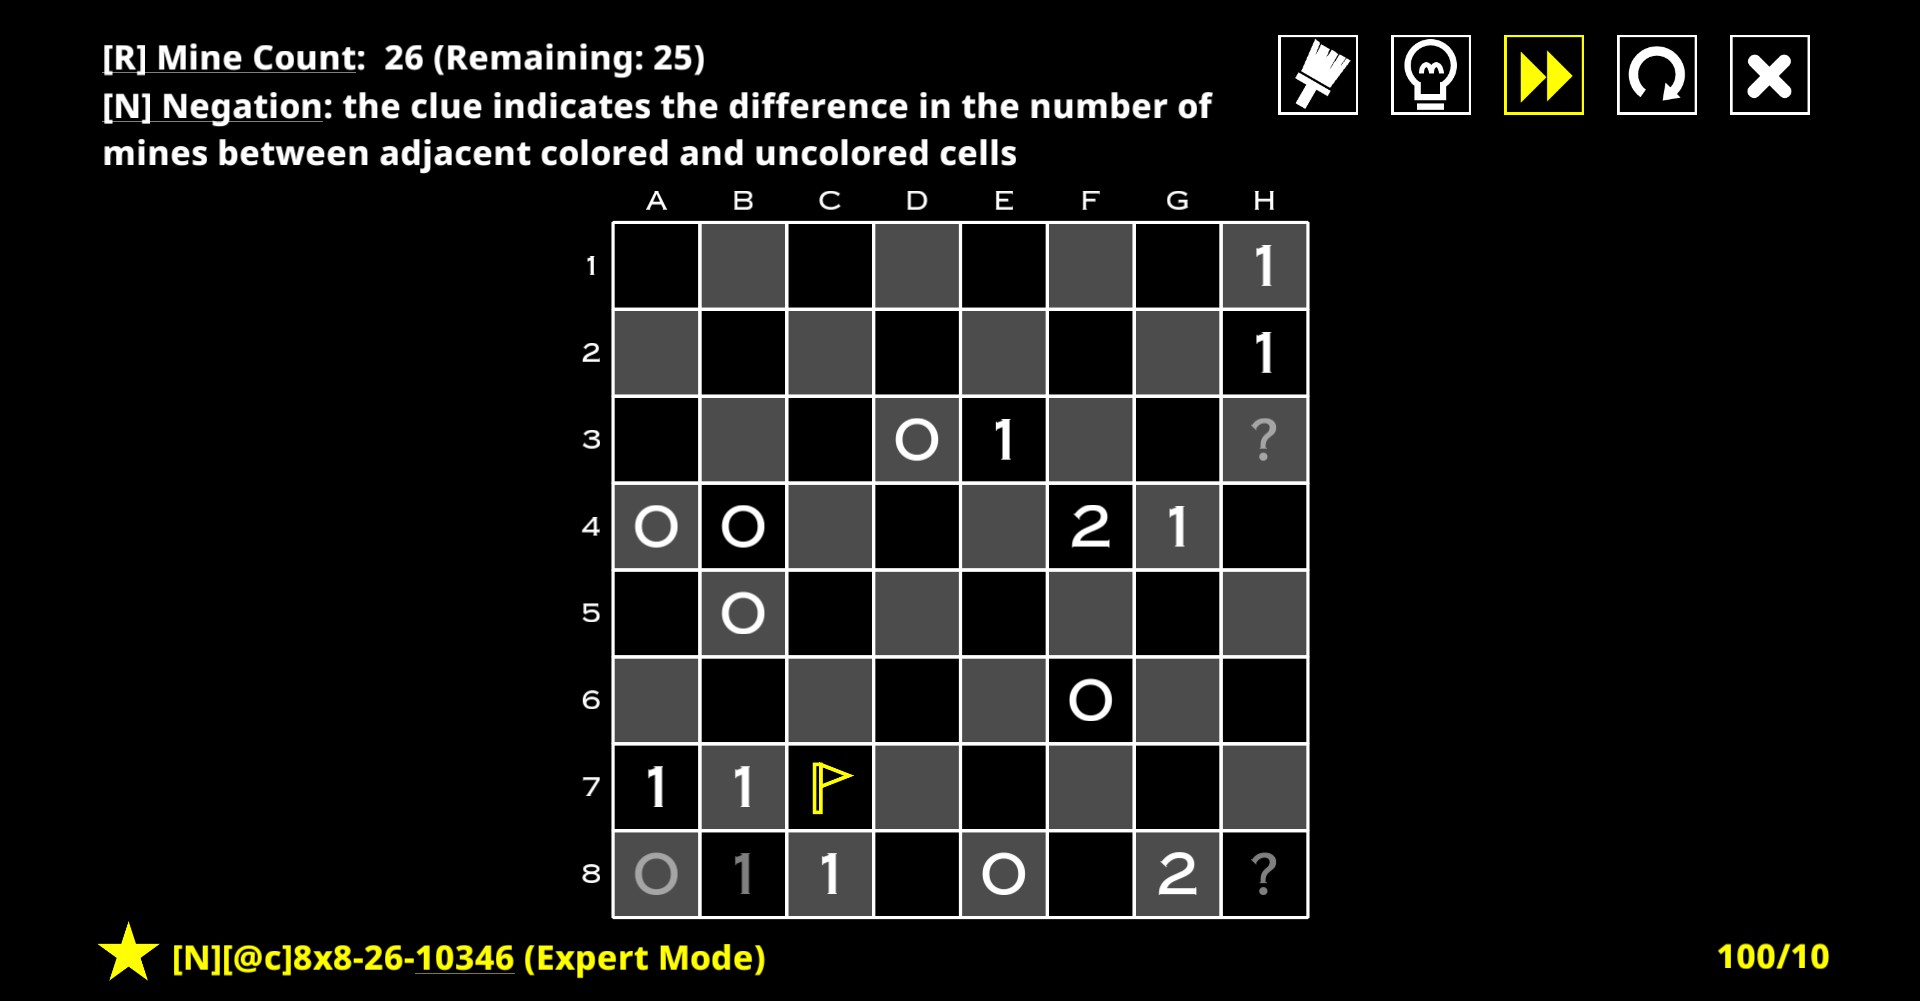 [R] Mine Count: 26 (Remaining: 25)
[N] Negation: the clue indicates the difference in the number of
mines between adjacent colored and uncolored cells
A B C D E F G H
1 1
2 1
3 O 1 ?
4 O O 2 1
5 O
6 O
7 1 1
8 O 1 1 O 2 ?
[N][@c]8x8-26-10346 (Expert Mode)
100/10